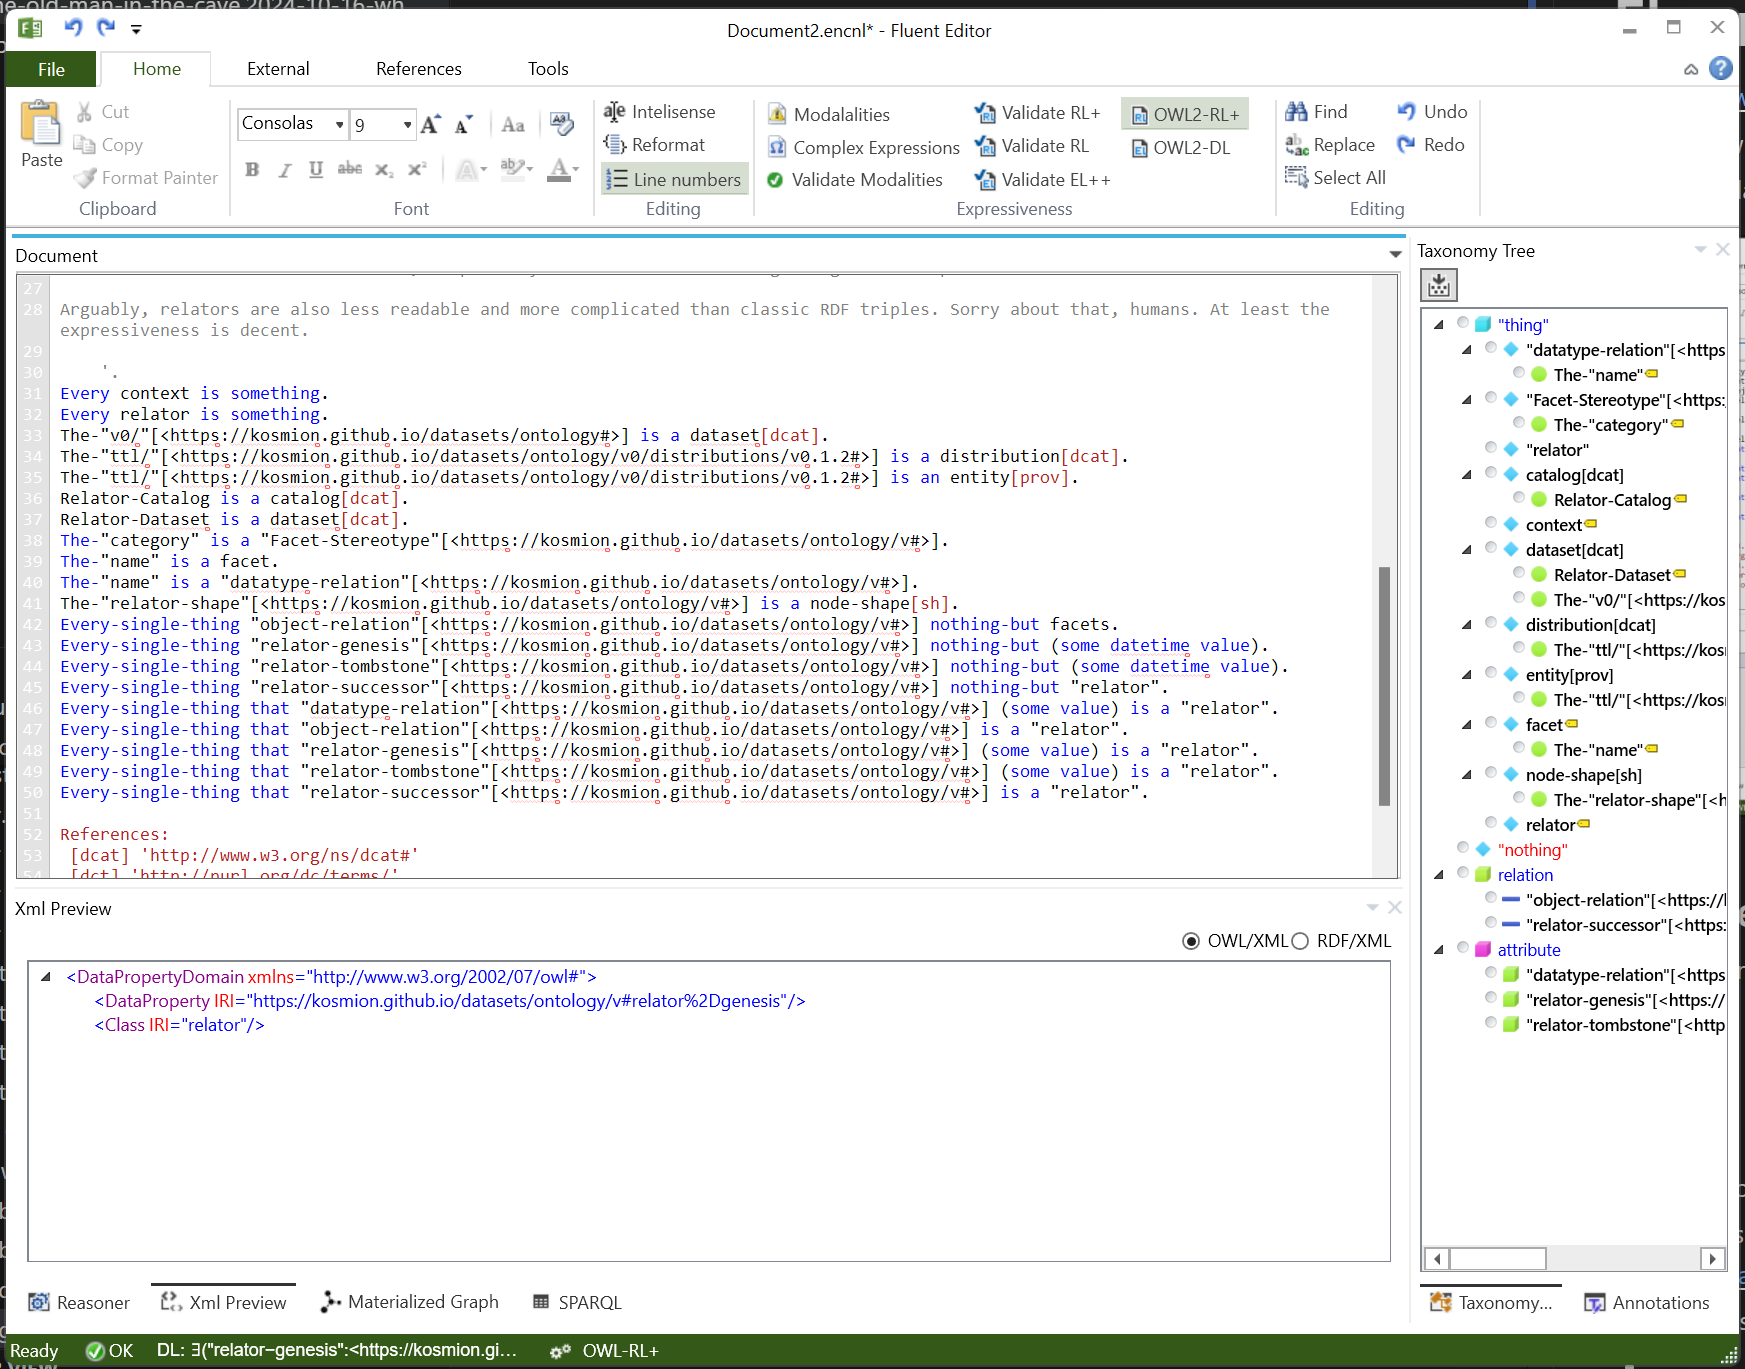 Document2.encnl* - Fluent Editor
File Home External References Tools
Paste
Cut
Copy
Format Painter
Clipboard
Consolas 9
Font
Intelisense
Reformat
Line numbers
Editing
Modalalities
Complex Expressions
Validate Modalities
Validate RL+
Validate RL
Validate EL++
OWL2-RL+
OWL2-DL
Expressiveness
Find
Replace
Select All
Undo
Redo
Editing
Document
27
28 Arguably, relators are also less readable and more complicated than classic RDF triples. Sorry about that, humans. At least the
expressiveness is decent.
29
30 '.
31 Every context is something.
32 Every relator is something.
33 The-"v0/"[<https://kosmion.github.io/datasets/ontology#>] is a dataset[dcat].
34 The-"ttl/"[<https://kosmion.github.io/datasets/ontology/v0/distributions/v0.1.2#>] is a distribution[dcat].
35 The-"ttl/"[<https://kosmion.github.io/datasets/ontology/v0/distributions/v0.1.2#>] is an entity[prov].
36 Relator-Catalog is a catalog[dcat].
37 Relator-Dataset is a dataset[dcat].
38 The-"category" is a "Facet-Stereotype"[<https://kosmion.github.io/datasets/ontology/v#>].
39 The-"name" is a facet.
40 The-"name" is a "datatype-relation"[<https://kosmion.github.io/datasets/ontology/v#>].
41 The-"relator-shape"[<https://kosmion.github.io/datasets/ontology/v#>] is a node-shape[sh].
42 Every-single-thing "object-relation"[<https://kosmion.github.io/datasets/ontology/v#>] nothing-but facets.
43 Every-single-thing "relator-genesis"[<https://kosmion.github.io/datasets/ontology/v#>] nothing-but (some datetime value).
44 Every-single-thing "relator-tombstone"[<https://kosmion.github.io/datasets/ontology/v#>] nothing-but (some datetime value).
45 Every-single-thing "relator-successor"[<https://kosmion.github.io/datasets/ontology/v#>] nothing-but "relator".
46 Every-single-thing that "datatype-relation"[<https://kosmion.github.io/datasets/ontology/v#>] (some value) is a "relator".
47 Every-single-thing that "object-relation"[<https://kosmion.github.io/datasets/ontology/v#>] is a "relator".
48 Every-single-thing that "relator-genesis"[<https://kosmion.github.io/datasets/ontology/v#>] (some value) is a "relator".
49 Every-single-thing that "relator-tombstone"[<https://kosmion.github.io/datasets/ontology/v#>] (some value) is a "relator".
50 Every-single-thing that "relator-successor"[<https://kosmion.github.io/datasets/ontology/v#>] is a "relator".
51
52 References:
53 [dcat] 'http://www.w3.org/ns/dcat#'
54 [dct] 'http://purl.org/dc/terms/'
Xml Preview
OWL/XML RDF/XML
<DataPropertyDomain xmlns="http://www.w3.org/2002/07/owl#">
<DataProperty IRI="https://kosmion.github.io/datasets/ontology/v#relator%2Dgenesis"/>
<Class IRI="relator"/>
Reasoner Xml Preview Materialized Graph SPARQL
Taxonomy Tree
"thing"
"datatype-relation"[<https
The-"name"
"Facet-Stereotype"[<https:
The-"category"
"relator"
catalog[dcat]
Relator-Catalog
context
dataset[dcat]
Relator-Dataset
The-"v0/"[<https://kos
distribution[dcat]
The-"ttl/"[<https://kos
entity[prov]
The-"ttl/"[<https://kos
facet
The-"name"
node-shape[sh]
The-"relator-shape"[<h
relator
"nothing"
relation
"object-relation"[<https://
"relator-successor"[<https:
attribute
"datatype-relation"[<https
"relator-genesis"[<https://
"relator-tombstone"[<http
Taxonomy... Annotations
Ready OK DL: ∃("relator−genesis":<https://kosmion.gi... OWL-RL+